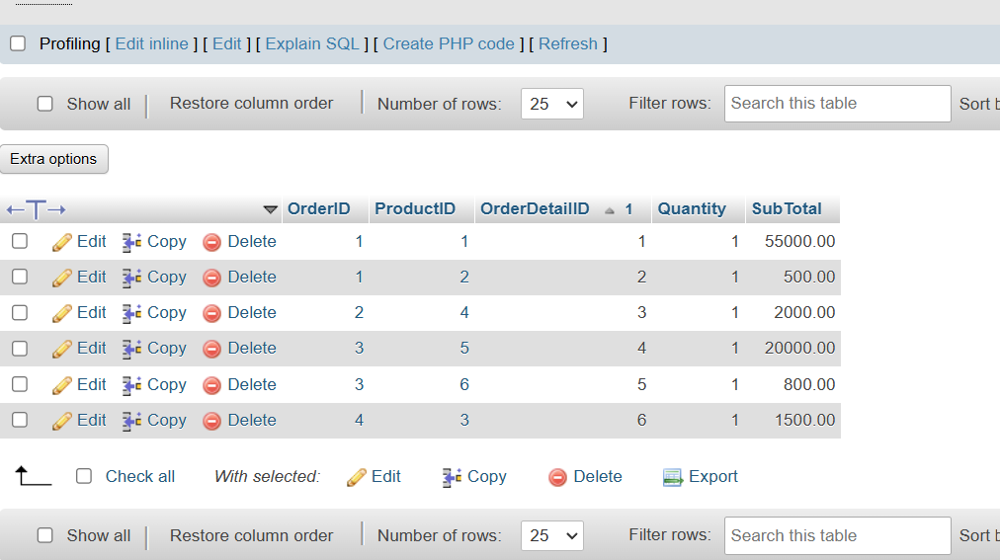 Profiling [ Edit inline ] [ Edit ] [ Explain SQL ] [ Create PHP code ] [ Refresh ]
Show all | Restore column order | Number of rows: 25 Filter rows: Search this table Sort b
Extra options
←T→ OrderID ProductID OrderDetailID 1 Quantity SubTotal
Edit Copy Delete 1 1 1 1 55000.00
Edit Copy Delete 1 2 2 1 500.00
Edit Copy Delete 2 4 3 1 2000.00
Edit Copy Delete 3 5 4 1 20000.00
Edit Copy Delete 3 6 5 1 800.00
Edit Copy Delete 4 3 6 1 1500.00
Check all With selected: Edit Copy Delete Export
Show all | Restore column order | Number of rows: 25 Filter rows: Search this table Sort b